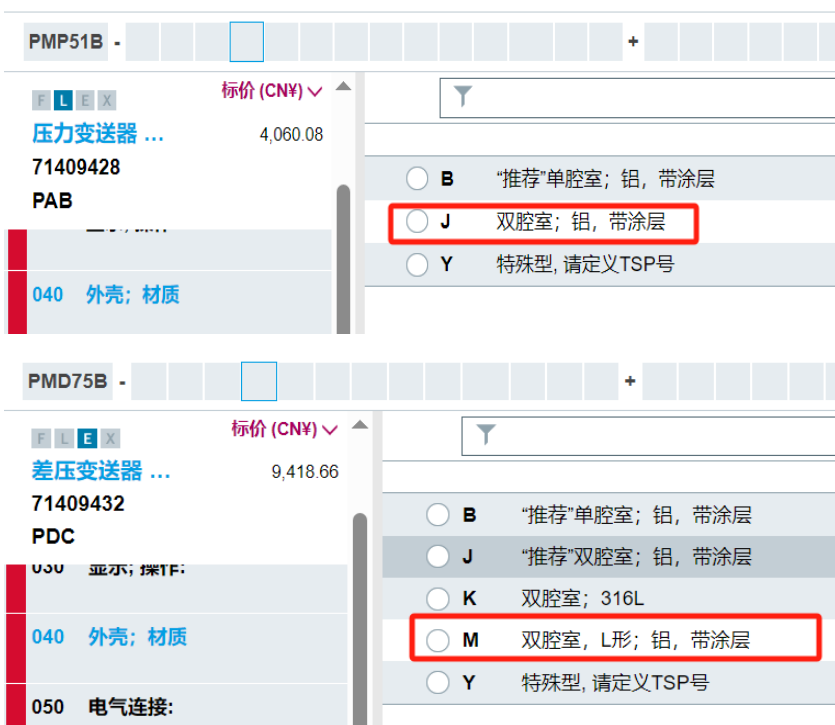 PMP51B -
+
F L E X
标价 (CN¥)
压力变送器 ...
4,060.08
71409428
PAB
040 外壳；材质
B “推荐”单腔室；铝，带涂层
J 双腔室；铝，带涂层
Y 特殊型, 请定义TSP号
PMD75B -
+
F L E X
标价 (CN¥)
差压变送器 ...
9,418.66
71409432
PDC
030 显示; 操作:
040 外壳；材质
050 电气连接:
B “推荐”单腔室；铝，带涂层
J “推荐”双腔室；铝，带涂层
K 双腔室；316L
M 双腔室，L形；铝，带涂层
Y 特殊型, 请定义TSP号